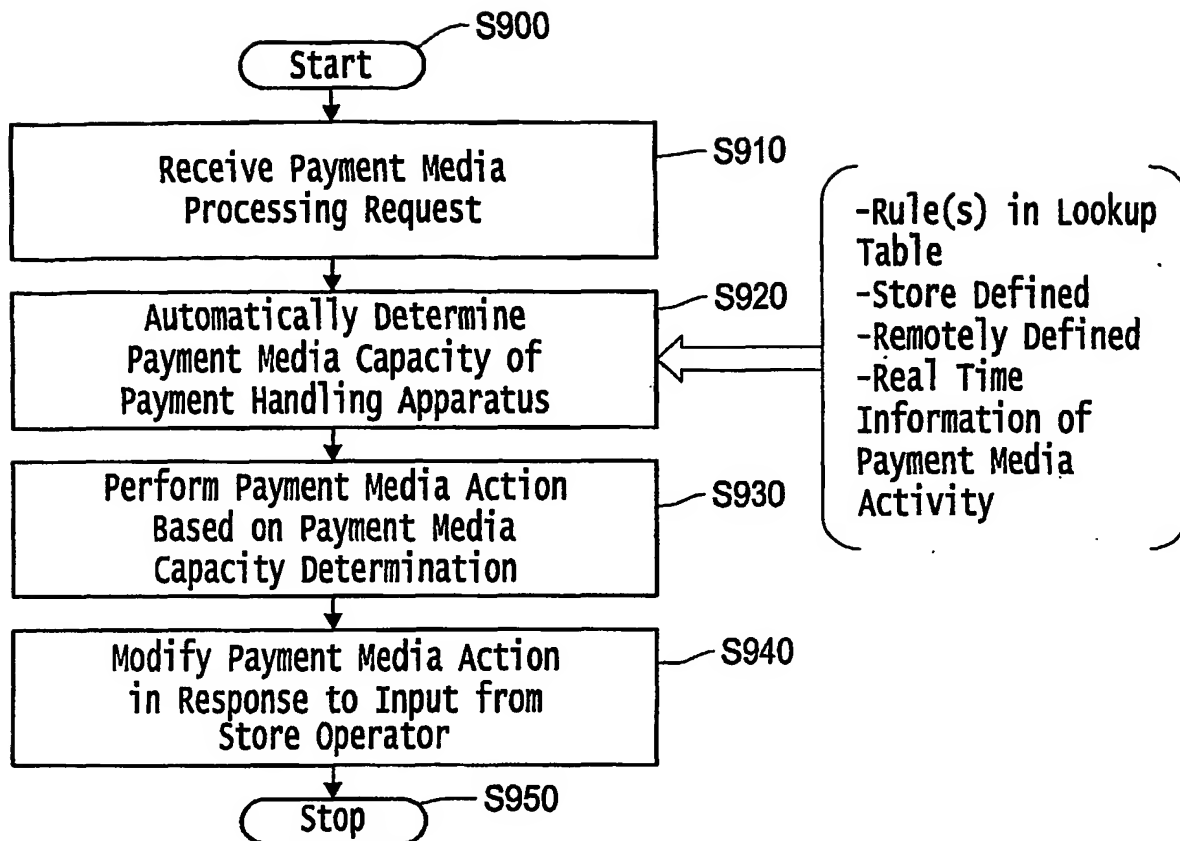 S900
Start
S910
Receive Payment Media
Processing Request
S920
Automatically Determine
Payment Media Capacity of
Payment Handling Apparatus
-Rule(s) in Lookup
Table
-Store Defined
-Remotely Defined
-Real Time
Information of
Payment Media
Activity
S930
Perform Payment Media Action
Based on Payment Media
Capacity Determination
S940
Modify Payment Media Action
in Response to Input from
Store Operator
S950
Stop